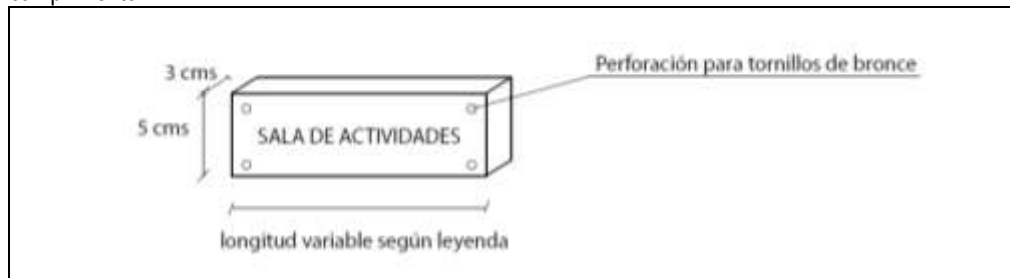 Perforación para tornillos de bronce
3 cms
5 cms
SALA DE ACTIVIDADES
longitud variable según leyenda